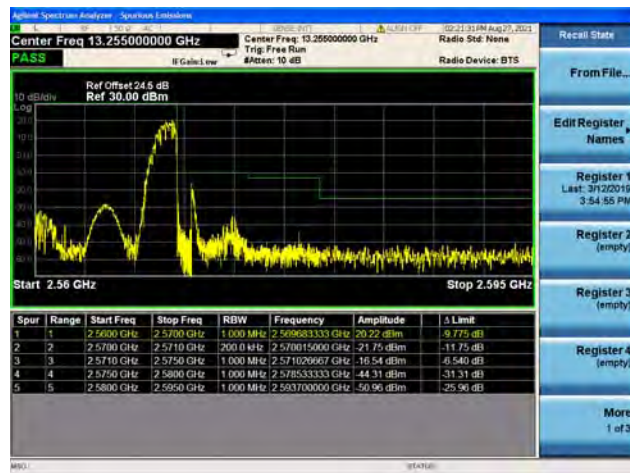 Agilent Spectrum Analyzer - Spurious Emissions
L RF 50 Ω AC SENSE:INT ALIGN OFF 02:21:31 PM Aug 27, 2021
Center Freq 13.255000000 GHz
Center Freq: 13.255000000 GHz
Radio Std: None
Trig: Free Run
PASS
IFGain:Low
#Atten: 10 dB
Radio Device: BTS
Ref Offset 24.5 dB
10 dB/div
Ref 30.00 dBm
Log
Start 2.56 GHz
Stop 2.595 GHz
Spur Range Start Freq Stop Freq RBW Frequency Amplitude Δ Limit
1 1 2.5600 GHz 2.5700 GHz 1.000 MHz 2.569683333 GHz 20.22 dBm -9.775 dB
2 2 2.5700 GHz 2.5710 GHz 200.0 kHz 2.570015000 GHz -21.75 dBm -11.75 dB
3 3 2.5710 GHz 2.5750 GHz 1.000 MHz 2.571026667 GHz -16.54 dBm -6.540 dB
4 4 2.5750 GHz 2.5800 GHz 1.000 MHz 2.578533333 GHz -44.31 dBm -31.31 dB
5 5 2.5800 GHz 2.5950 GHz 1.000 MHz 2.593700000 GHz -50.96 dBm -25.96 dB
MSG
STATUS
Recall State
From File...
Edit Register
Names
Register 1
Last: 3/12/2019
3:54:55 PM
Register 2
(empty)
Register 3
(empty)
Register 4
(empty)
More
1 of 3